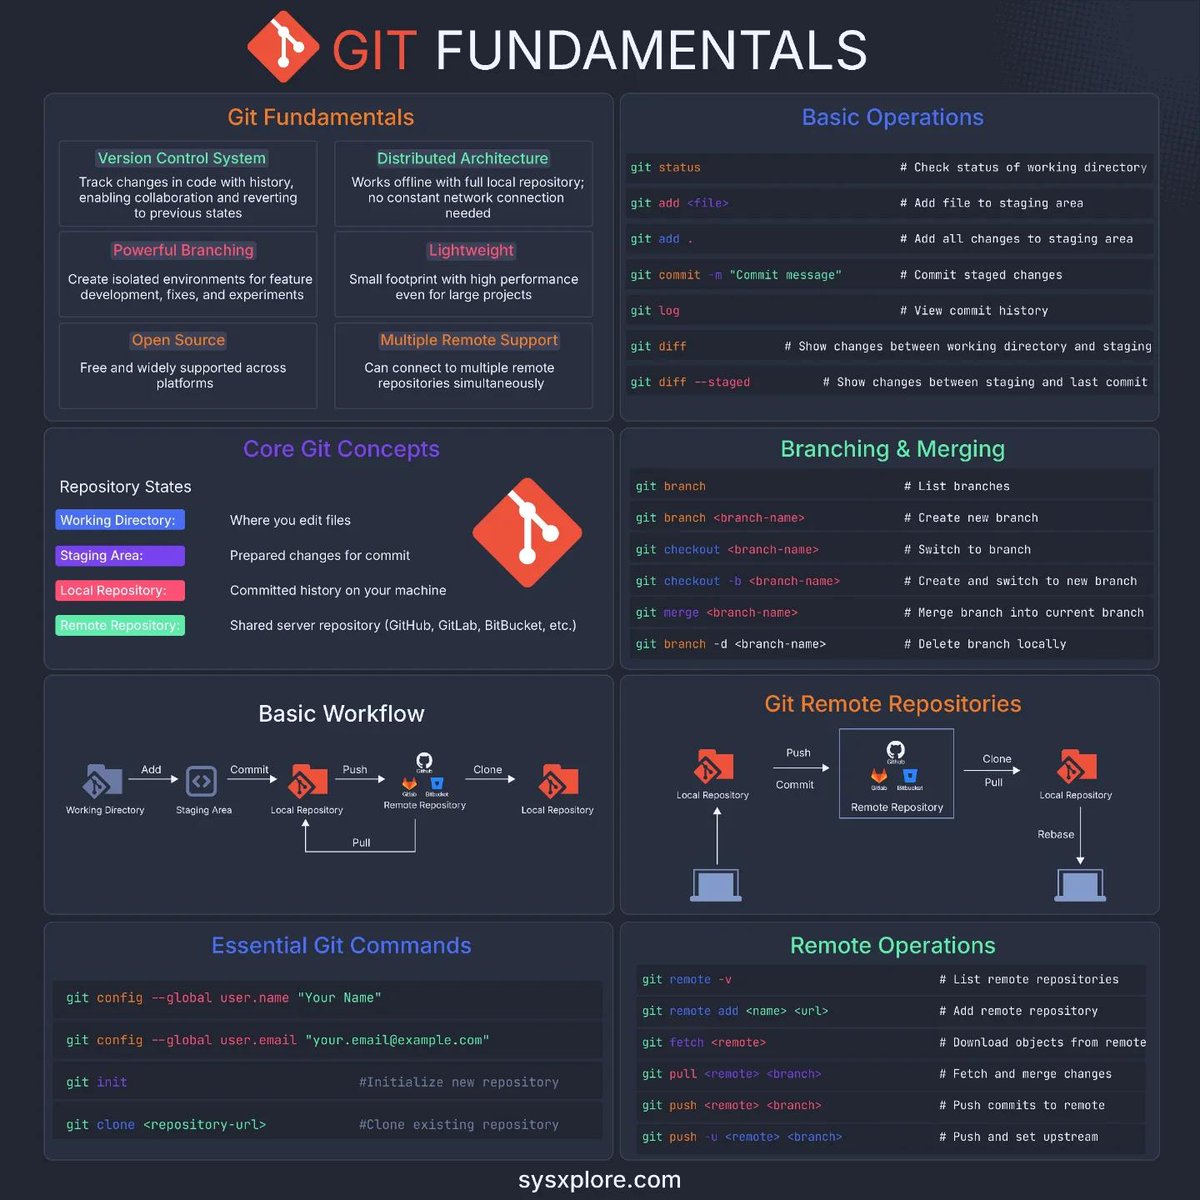 GIT FUNDAMENTALS
Git Fundamentals
Version Control System
Track changes in code with history,
enabling collaboration and reverting
to previous states
Distributed Architecture
Works offline with full local repository;
no constant network connection
needed
Powerful Branching
Create isolated environments for feature
development, fixes, and experiments
Lightweight
Small footprint with high performance
even for large projects
Open Source
Free and widely supported across
platforms
Multiple Remote Support
Can connect to multiple remote
repositories simultaneously
Basic Operations
git status # Check status of working directory
git add <file> # Add file to staging area
git add . # Add all changes to staging area
git commit -m "Commit message" # Commit staged changes
git log # View commit history
git diff # Show changes between working directory and staging
git diff --staged # Show changes between staging and last commit
Core Git Concepts
Repository States
Working Directory: Where you edit files
Staging Area: Prepared changes for commit
Local Repository: Committed history on your machine
Remote Repository: Shared server repository (GitHub, GitLab, BitBucket, etc.)
Branching & Merging
git branch # List branches
git branch <branch-name> # Create new branch
git checkout <branch-name> # Switch to branch
git checkout -b <branch-name> # Create and switch to new branch
git merge <branch-name> # Merge branch into current branch
git branch -d <branch-name> # Delete branch locally
Basic Workflow
Working Directory
Add
Staging Area
Commit
Local Repository
Push
Github
Gitlab
Bitbucket
Remote Repository
Clone
Local Repository
Pull
Git Remote Repositories
Local Repository
Push
Commit
Github
Gitlab
Bitbucket
Remote Repository
Clone
Pull
Local Repository
Rebase
Essential Git Commands
git config --global user.name "Your Name"
git config --global user.email "your.email@example.com"
git init #Initialize new repository
git clone <repository-url> #Clone existing repository
Remote Operations
git remote -v # List remote repositories
git remote add <name> <url> # Add remote repository
git fetch <remote> # Download objects from remote
git pull <remote> <branch> # Fetch and merge changes
git push <remote> <branch> # Push commits to remote
git push -u <remote> <branch> # Push and set upstream
sysxplore.com